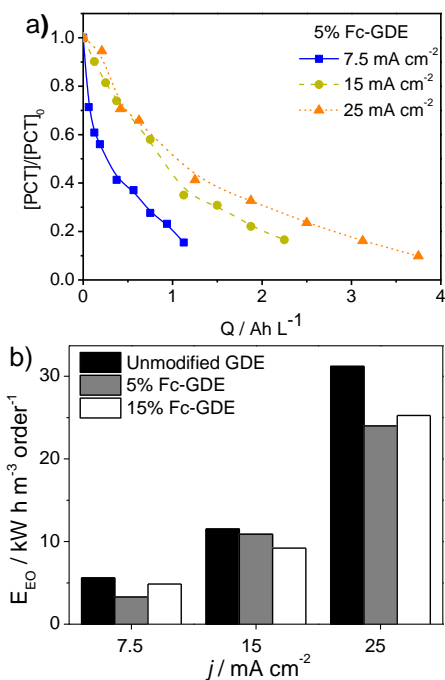 a)
5% Fc-GDE
7.5 mA cm⁻²
15 mA cm⁻²
25 mA cm⁻²
[PCT]/[PCT]₀
1.0
0.8
0.6
0.4
0.2
0.0
0 1 2 3 4
Q / Ah L⁻¹
b)
Unmodified GDE
5% Fc-GDE
15% Fc-GDE
E_EO / kW h m⁻³ order⁻¹
30
20
10
0
7.5 15 25
j / mA cm⁻²